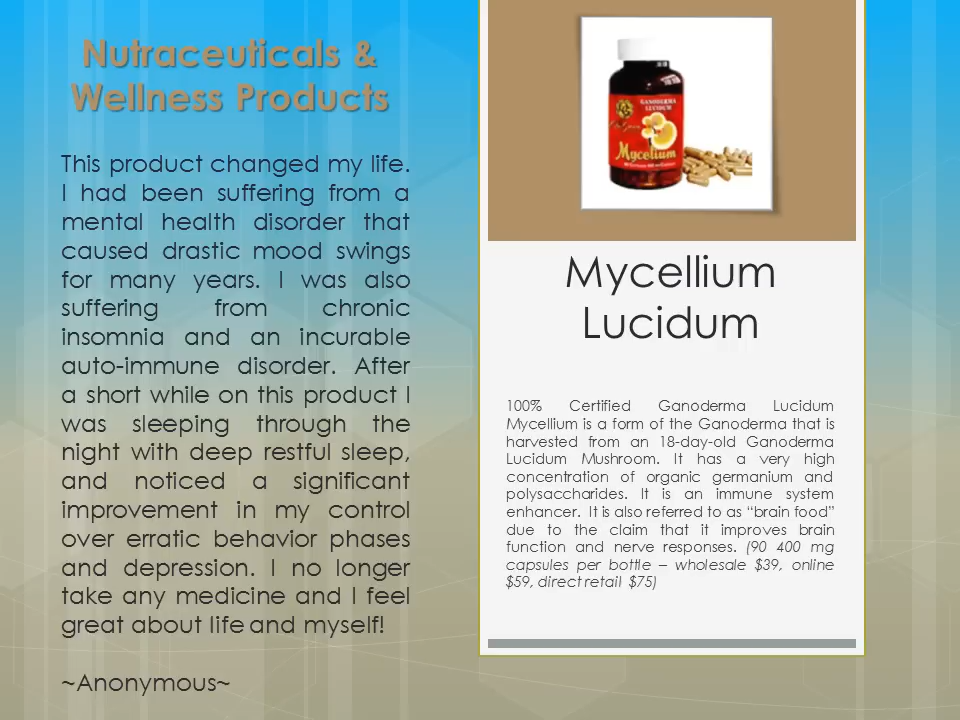 Nutraceuticals &
Wellness Products
This product changed my life.
I had been suffering from a
mental health disorder that
caused drastic mood swings
for many years. I was also
suffering from chronic
insomnia and an incurable
auto-immune disorder. After
a short while on this product I
was sleeping through the
night with deep restful sleep,
and noticed a significant
improvement in my control
over erratic behavior phases
and depression. I no longer
take any medicine and I feel
great about life and myself!
~Anonymous~
GANODERMA
LUCIDUM
Mycelium
Mycellium
Lucidum
100% Certified Ganoderma Lucidum
Mycellium is a form of the Ganoderma that is
harvested from an 18-day-old Ganoderma
Lucidum Mushroom. It has a very high
concentration of organic germanium and
polysaccharides. It is an immune system
enhancer. It is also referred to as “brain food”
due to the claim that it improves brain
function and nerve responses. (90 400 mg
capsules per bottle – wholesale $39, online
$59, direct retail $75)